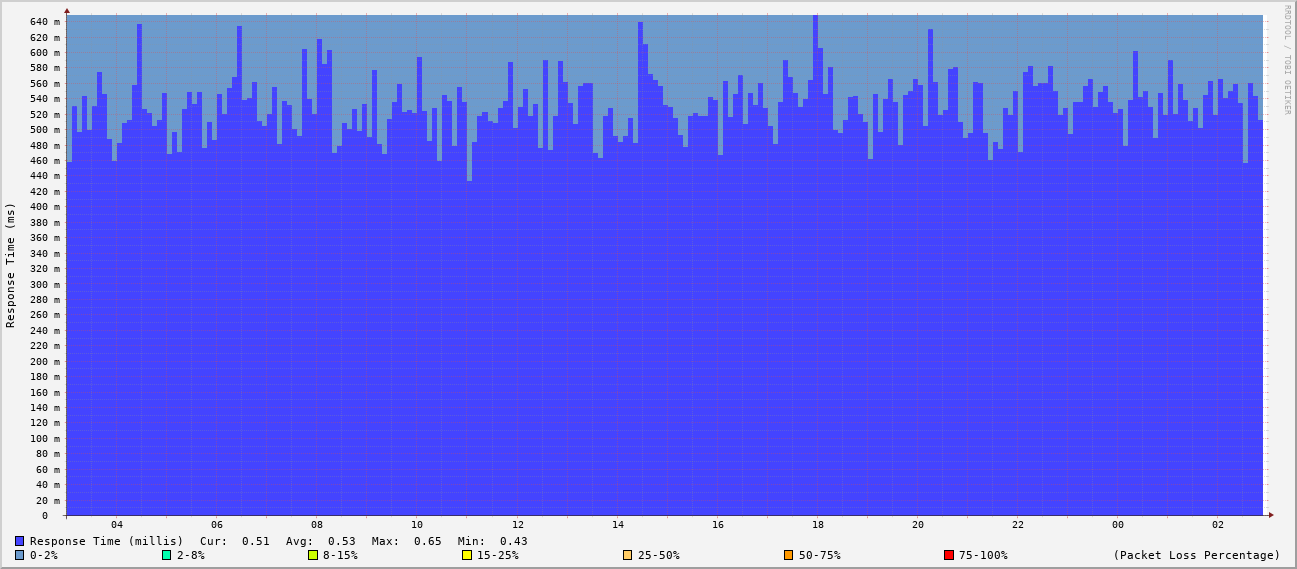 RRDTOOL / TOBI OETIKER
Response Time (ms)
640 m
620 m
600 m
580 m
560 m
540 m
520 m
500 m
480 m
460 m
440 m
420 m
400 m
380 m
360 m
340 m
320 m
300 m
280 m
260 m
240 m
220 m
200 m
180 m
160 m
140 m
120 m
100 m
80 m
60 m
40 m
20 m
0
04 06 08 10 12 14 16 18 20 22 00 02
Response Time (millis) Cur: 0.51 Avg: 0.53 Max: 0.65 Min: 0.43
0-2% 2-8% 8-15% 15-25% 25-50% 50-75% 75-100% (Packet Loss Percentage)